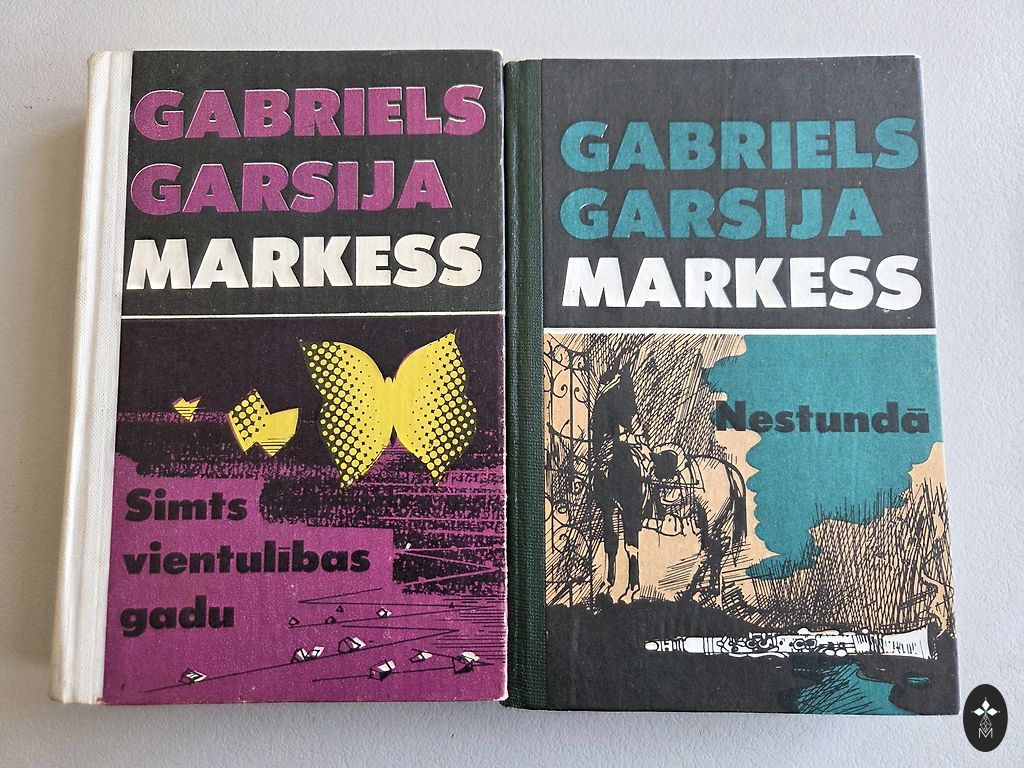 GABRIELS
GARSIJA
MARKESS
Simts
vientulības
gadu
GABRIELS
GARSIJA
MARKESS
Nestundā
M